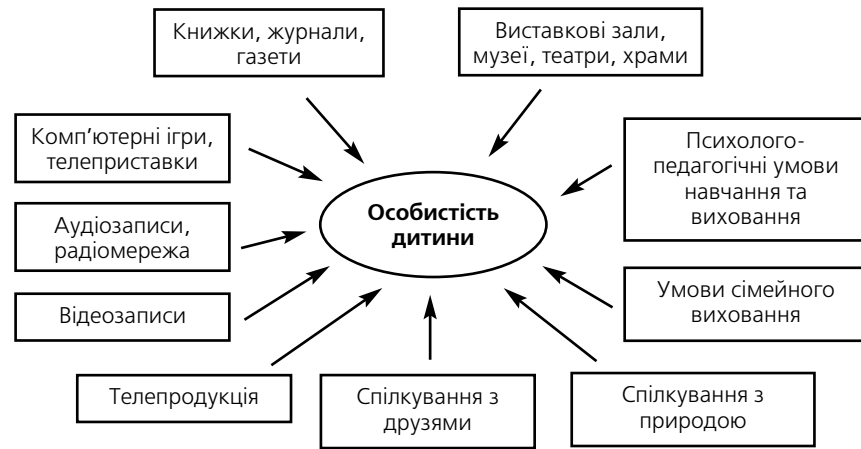 Книжки, журнали,
газети
Виставкові зали,
музеї, театри, храми
Комп’ютерні ігри,
телеприставки
Психолого-
педагогічні умови
навчання та
виховання
Особистість
дитини
Аудіозаписи,
радіомережа
Відеозаписи
Умови сімейного
виховання
Телепродукція
Спілкування з
друзями
Спілкування з
природою